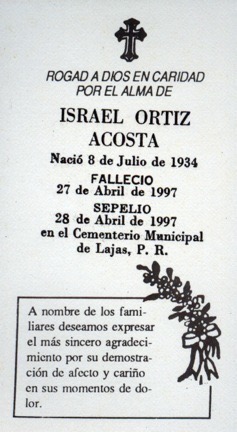 ROGAD A DIOS EN CARIDAD
POR EL ALMA DE
ISRAEL ORTIZ
ACOSTA
Nació 8 de Julio de 1934
FALLECIO
27 de Abril de 1997
SEPELIO
28 de Abril de 1997
en el Cementerio Municipal
de Lajas, P. R.
A nombre de los fami-
liares deseamos expresar
el más sincero agradeci-
miento por su demostra-
ción de afecto y cariño
en sus momentos de do-
lor.